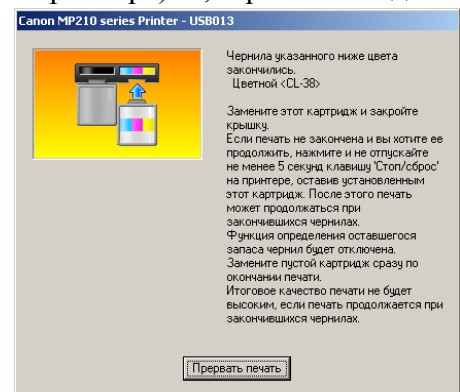 Canon MP210 series Printer - USB013
Чернила указанного ниже цвета
закончились.
Цветной <CL-38>
Замените этот картридж и закройте
крышку.
Если печать не закончена и вы хотите ее
продолжить, нажмите и не отпускайте
не менее 5 секунд клавишу 'Стоп/сброс'
на принтере, оставив установленным
этот картридж. После этого печать
может продолжаться при
закончившихся чернилах.
Функция определения оставшегося
запаса чернил будет отключена.
Замените пустой картридж сразу по
окончании печати.
Итоговое качество печати не будет
высоким, если печать продолжается при
закончившихся чернилах.
Прервать печать